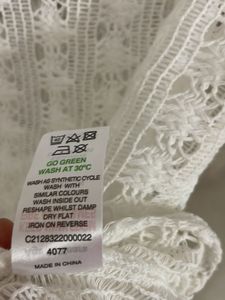 GO GREEN
WASH AT 30°C
WASH AS SYNTHETIC CYCLE
WASH WITH
SIMILAR COLOURS
WASH INSIDE OUT
RESHAPE WHILST DAMP
DRY FLAT
IRON ON REVERSE
C2128322000022
4077
MADE IN CHINA